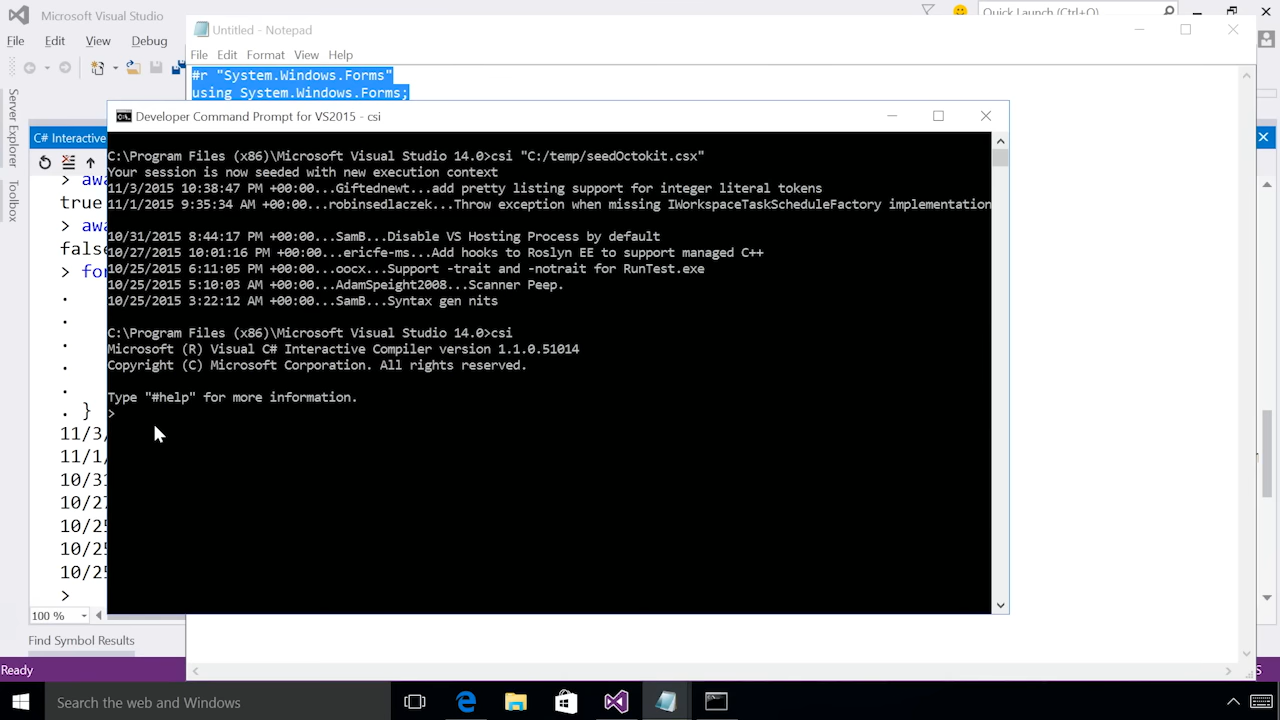 Microsoft Visual Studio
Quick Launch (Ctrl+Q)
Untitled - Notepad
File Edit View Debug
File Edit Format View Help
#r "System.Windows.Forms"
using System.Windows.Forms;
Server Explorer
Toolbox
C# Interactive
Developer Command Prompt for VS2015 - csi
> awa
true
> awa
false
> for
.
.
.
.
.
. }
11/3/
11/1/
10/31
10/27
10/25
10/25
10/25
>
C:\Program Files (x86)\Microsoft Visual Studio 14.0>csi "C:/temp/seedOctokit.csx"
Your session is now seeded with new execution context
11/3/2015 10:38:47 PM +00:00...Giftednewt...add pretty listing support for integer literal tokens
11/1/2015 9:35:34 AM +00:00...robinsedlaczek...Throw exception when missing IWorkspaceTaskScheduleFactory implementation
10/31/2015 8:44:17 PM +00:00...SamB...Disable VS Hosting Process by default
10/27/2015 10:01:16 PM +00:00...ericfe-ms...Add hooks to Roslyn EE to support managed C++
10/25/2015 6:11:05 PM +00:00...oocx...Support -trait and -notrait for RunTest.exe
10/25/2015 5:10:03 AM +00:00...AdamSpeight2008...Scanner Peep.
10/25/2015 3:22:12 AM +00:00...SamB...Syntax gen nits
C:\Program Files (x86)\Microsoft Visual Studio 14.0>csi
Microsoft (R) Visual C# Interactive Compiler version 1.1.0.51014
Copyright (C) Microsoft Corporation. All rights reserved.
Type "#help" for more information.
>
100 %
Find Symbol Results
Ready
Search the web and Windows